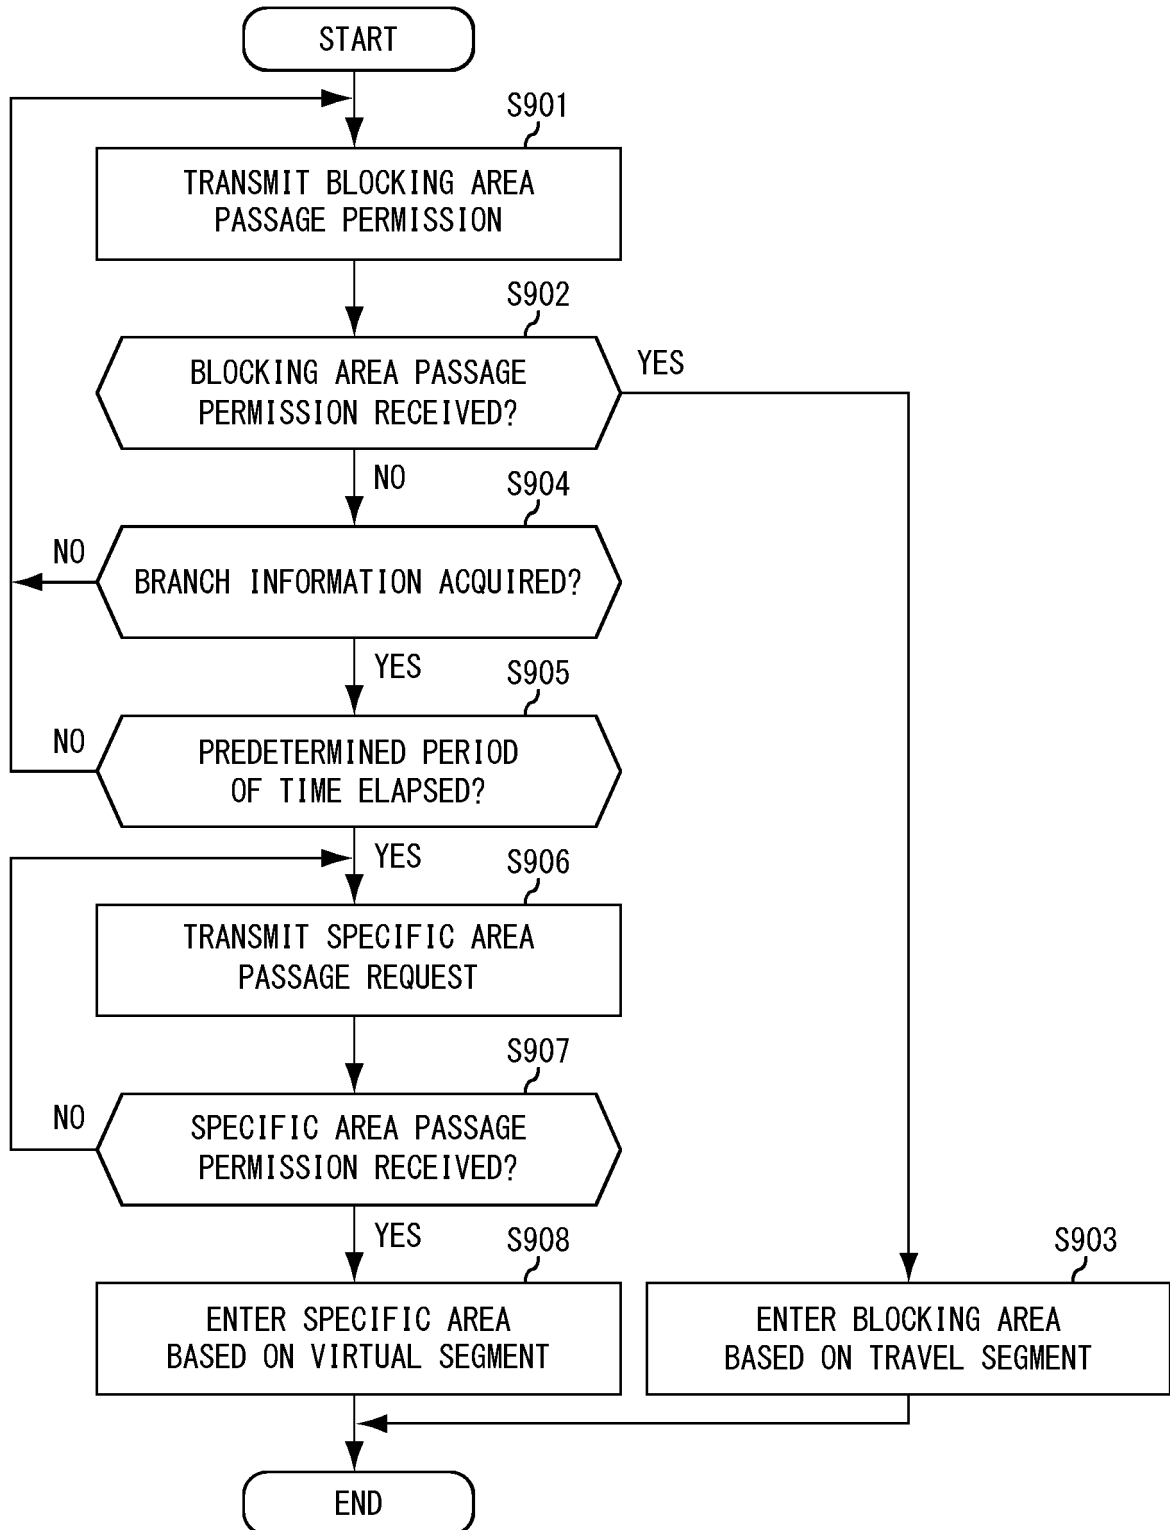 START
S901
TRANSMIT BLOCKING AREA
PASSAGE PERMISSION
S902
BLOCKING AREA PASSAGE
PERMISSION RECEIVED?
YES
NO
S904
NO
BRANCH INFORMATION ACQUIRED?
YES
S905
NO
PREDETERMINED PERIOD
OF TIME ELAPSED?
YES
S906
TRANSMIT SPECIFIC AREA
PASSAGE REQUEST
S907
NO
SPECIFIC AREA PASSAGE
PERMISSION RECEIVED?
YES
S908
ENTER SPECIFIC AREA
BASED ON VIRTUAL SEGMENT
S903
ENTER BLOCKING AREA
BASED ON TRAVEL SEGMENT
END